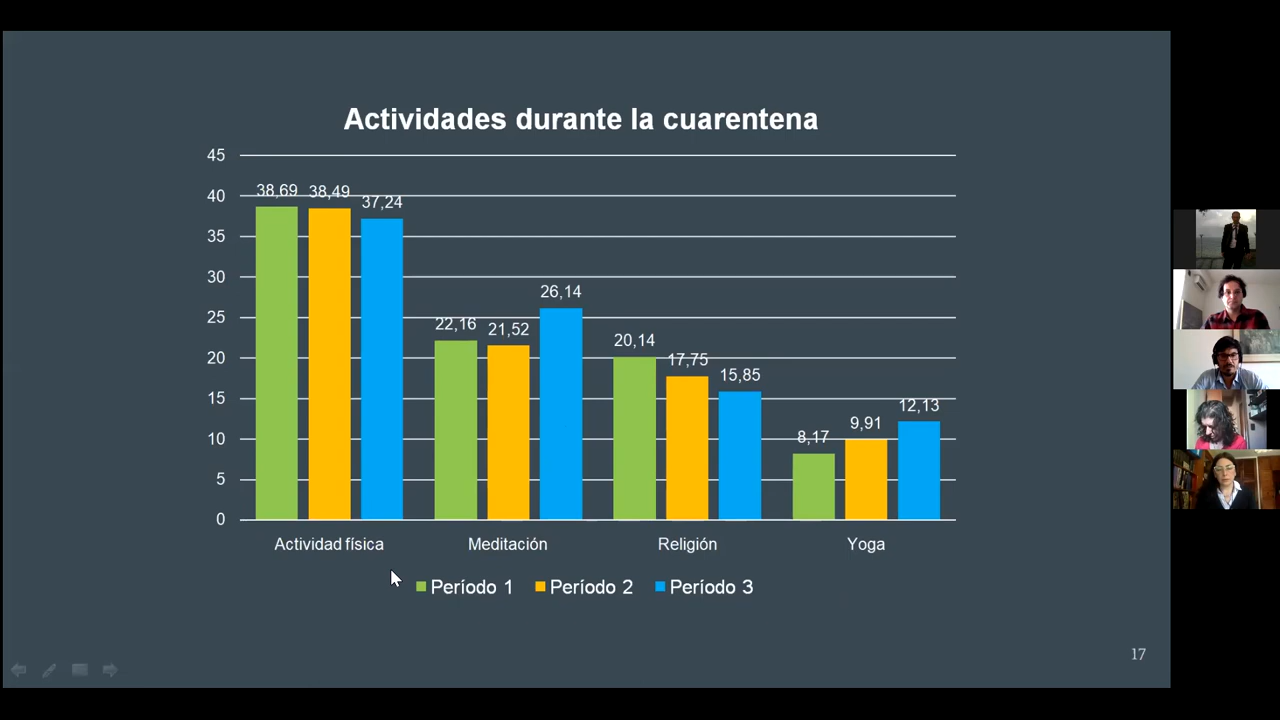 Actividades durante la cuarentena
45
40
35
30
25
20
15
10
5
0
38,69 38,49 37,24
22,16 21,52 26,14
20,14 17,75 15,85
8,17 9,91 12,13
Actividad física Meditación Religión Yoga
Período 1 Período 2 Período 3
17